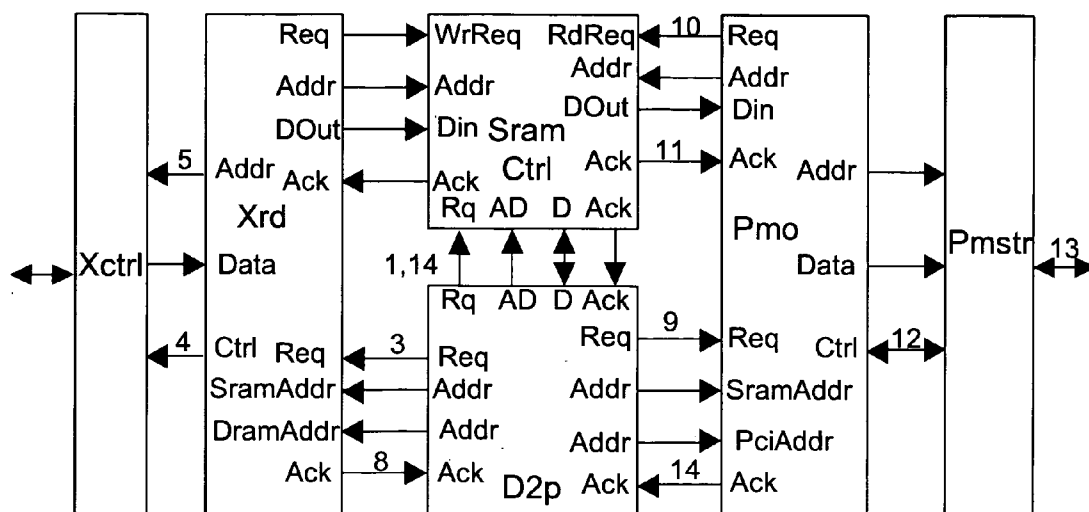 Req WrReq RdReq 10 Req
Addr Addr Addr Addr
DOut Din DOut Din
Sram
Ctrl
5 Addr Ack Ack Ack 11 Ack Addr
Xrd Rq AD D Ack Pmo
Xctrl Data 1,14 Data Pmstr 13
Rq AD D Ack
4 Ctrl Req 3 Req Req 9 Req Ctrl 12
SramAddr Addr Addr SramAddr
DramAddr Addr Addr PciAddr
Ack 8 Ack D2p Ack 14 Ack